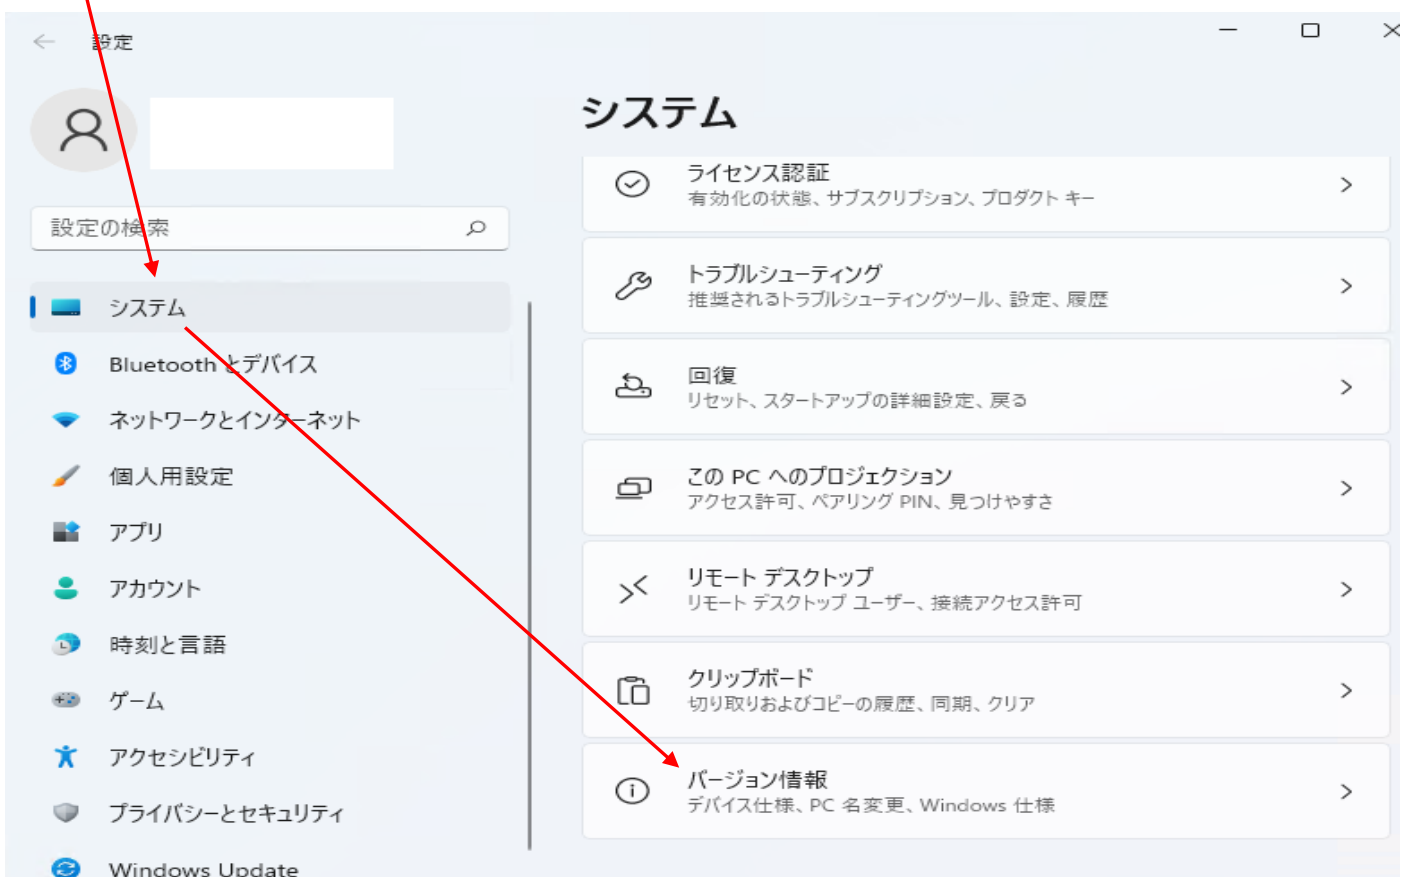 設定
設定の検索
システム
Bluetooth とデバイス
ネットワークとインターネット
個人用設定
アプリ
アカウント
時刻と言語
ゲーム
アクセシビリティ
プライバシーとセキュリティ
Windows Update
システム
ライセンス認証
有効化の状態、サブスクリプション、プロダクト キー
トラブルシューティング
推奨されるトラブルシューティングツール、設定、履歴
回復
リセット、スタートアップの詳細設定、戻る
この PC へのプロジェクション
アクセス許可、ペアリング PIN、見つけやすさ
リモート デスクトップ
リモート デスクトップ ユーザー、接続アクセス許可
クリップボード
切り取りおよびコピーの履歴、同期、クリア
バージョン情報
デバイス仕様、PC 名変更、Windows 仕様